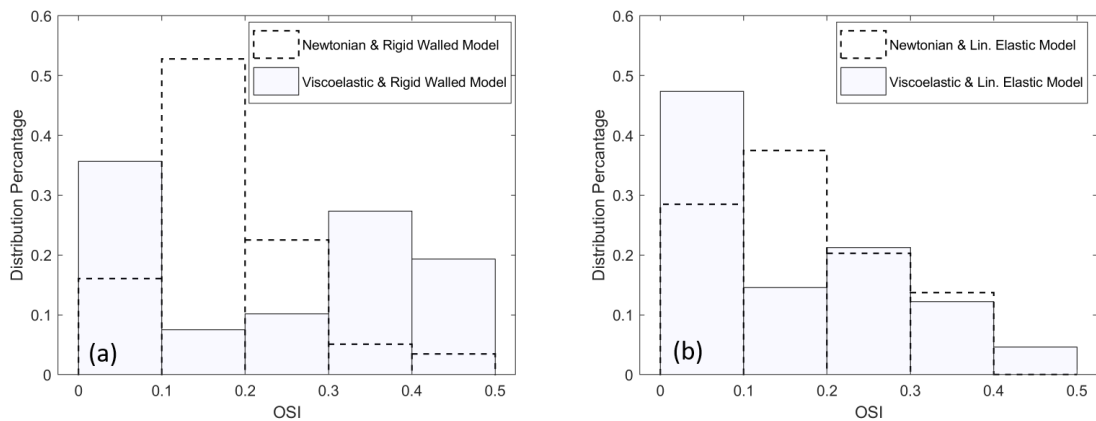 0.6
0.5
0.4
0.3
0.2
0.1
0
Distribution Percantage
Newtonian & Rigid Walled Model
Viscoelastic & Rigid Walled Model
(a)
0 0.1 0.2 0.3 0.4 0.5
OSI
0.6
0.5
0.4
0.3
0.2
0.1
0
Distribution Percantage
Newtonian & Lin. Elastic Model
Viscoelastic & Lin. Elastic Model
(b)
0 0.1 0.2 0.3 0.4 0.5
OSI